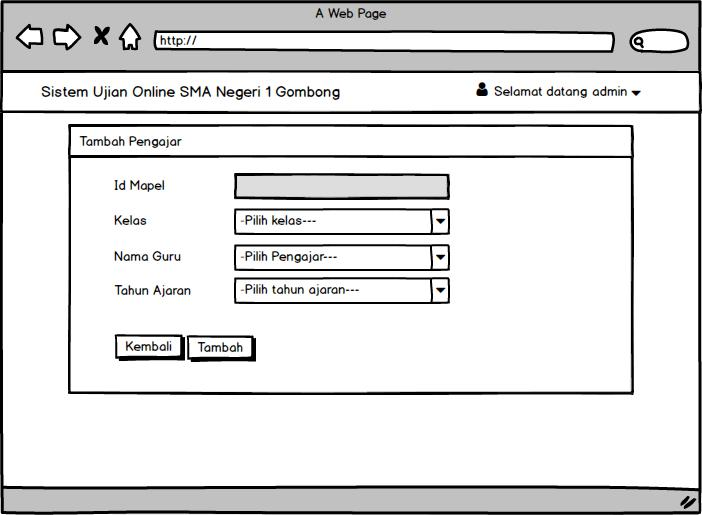 A Web Page
http://
Sistem Ujian Online SMA Negeri 1 Gombong
Selamat datang admin
Tambah Pengajar
Id Mapel
Kelas
-Pilih kelas---
Nama Guru
-Pilih Pengajar---
Tahun Ajaran
-Pilih tahun ajaran---
Kembali
Tambah